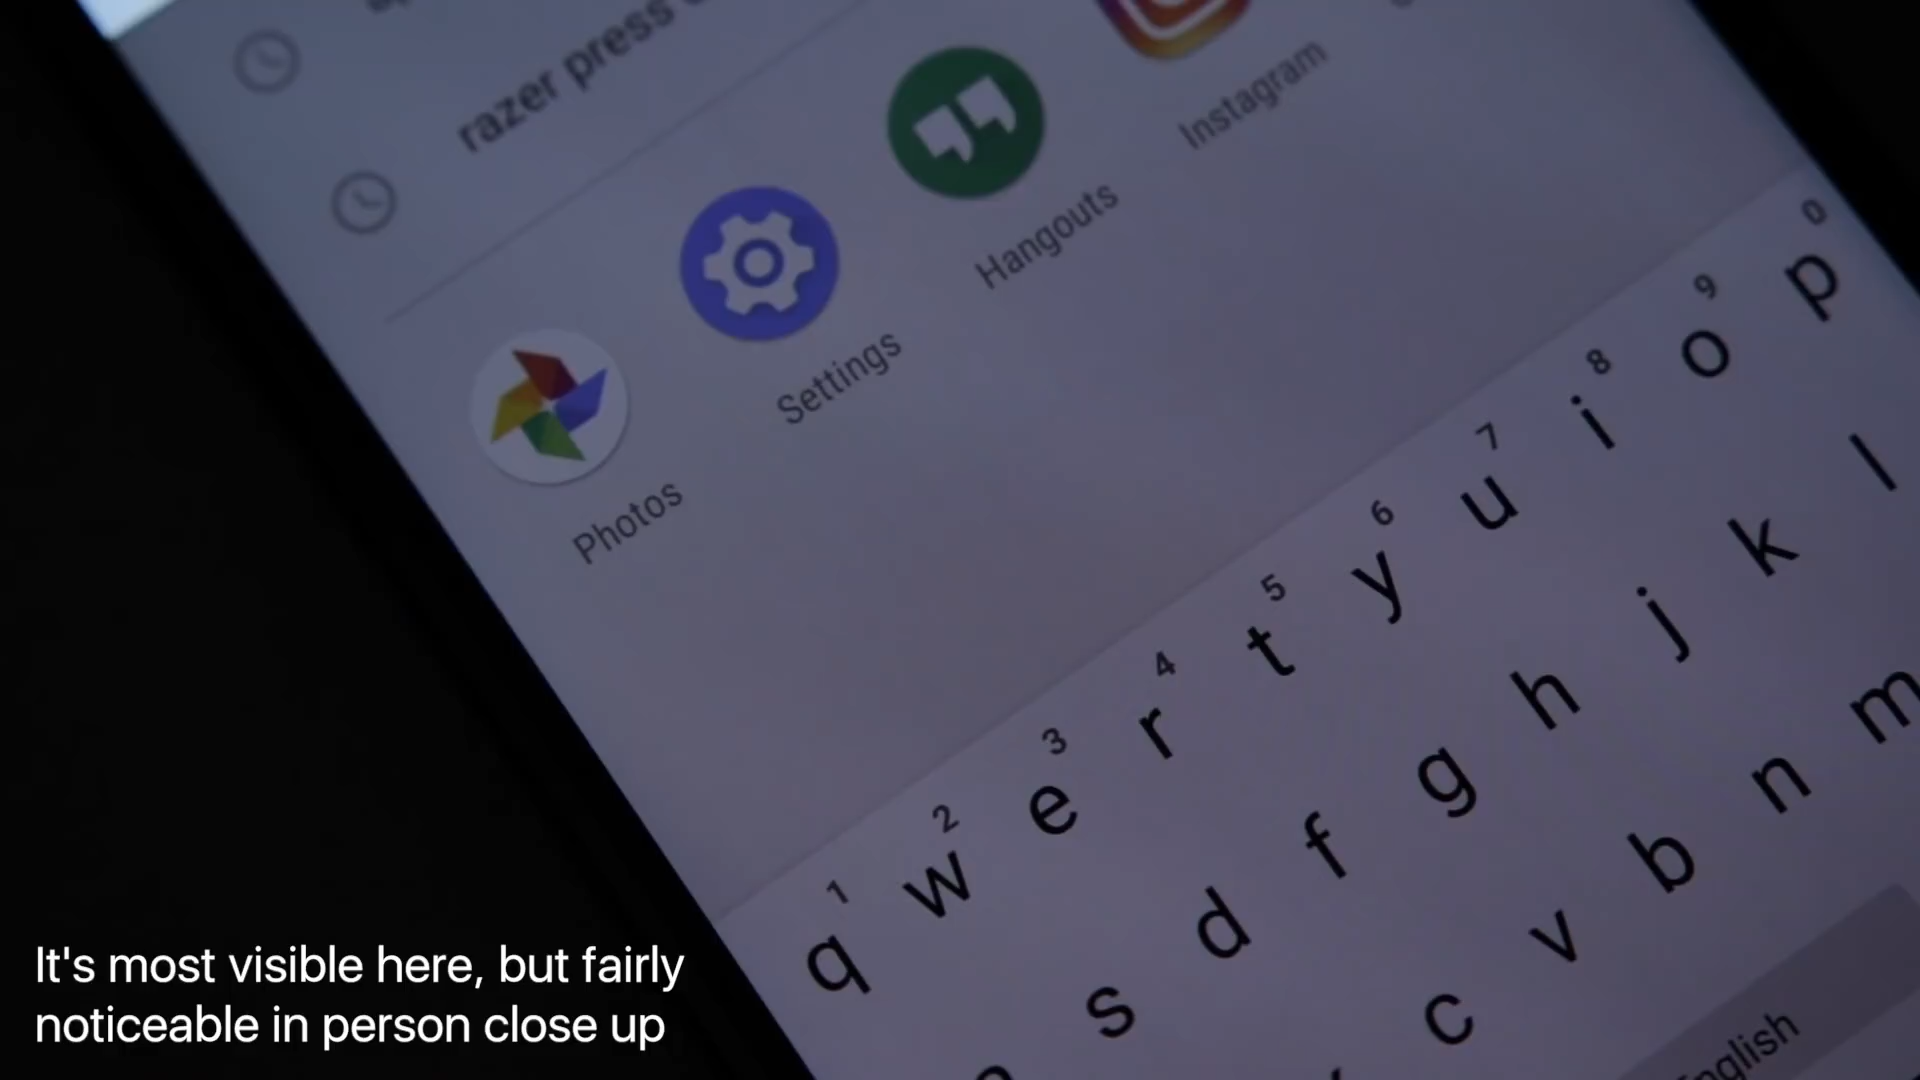 razer press
Instagram
Hangouts
Settings
Photos
1 2 3 4 5 6 7 8 9 0
q w e r t y u i o p
s d f g h j k l
c v b n m
English
It's most visible here, but fairly
noticeable in person close up